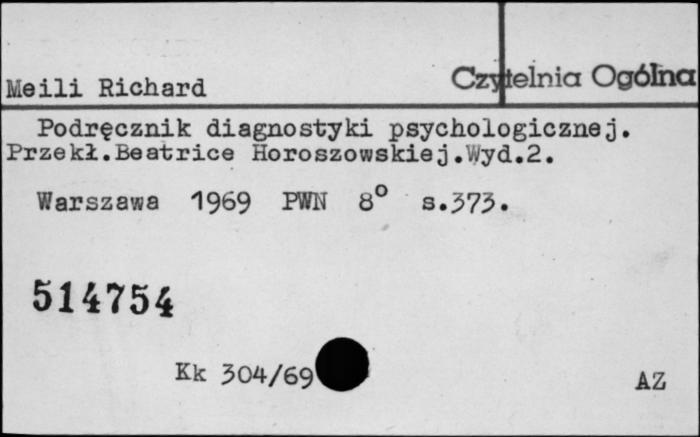 Meili Richard Czytelnia Ogólna
Podręcznik diagnostyki psychologicznej.
Przekł.Beatrice Horoszowskiej.Wyd.2.
Warszawa 1969 PWN 8° s.373.
514754
Kk 304/69
AZ